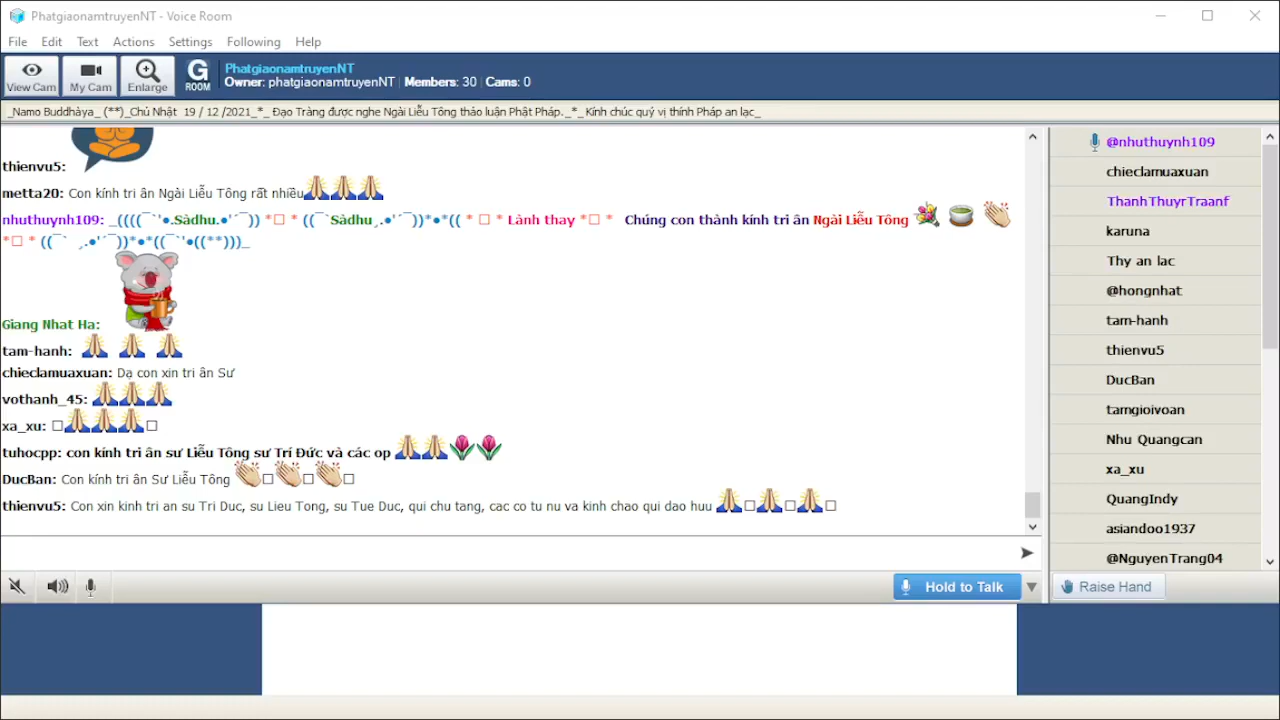 PhatgiaonamtruyenNT - Voice Room
File Edit Text Actions Settings Following Help
View Cam My Cam Enlarge G ROOM
PhatgiaonamtruyenNT
Owner: phatgiaonamtruyenNT | Members: 30 | Cams: 0
_Namo Buddhàya_ (**)_Chủ Nhật 19 / 12 /2021_*_ Đạo Tràng được nghe Ngài Liễu Tông thảo luận Phật Pháp._*_Kính chúc quý vị thính Pháp an lạc_
thienvu5:
metta20: Con kính tri ân Ngài Liễu Tông rất nhiều
nhuthuynh109: _((((¯`'●.Sàdhu.●'´¯)) *□ * ((¯`Sàdhu¸.●'´¯))*●*(( * □ * Lành thay *□ * Chúng con thành kính tri ân Ngài Liễu Tông
*□ * ((¯` ¸.●'´¯))*●*((¯`'●((**)))_
Giang Nhat Ha:
tam-hanh:
chieclamuaxuan: Dạ con xin tri ân Sư
vothanh_45:
xa_xu:
tuhocpp: con kính tri ân sư Liễu Tông sư Trí Đức và các op
DucBan: Con kính tri ân Sư Liễu Tông
thienvu5: Con xin kinh tri an su Tri Duc, su Lieu Tong, su Tue Duc, qui chu tang, cac co tu nu va kinh chao qui dao huu
@nhuthuynh109
chieclamuaxuan
ThanhThuyrTraanf
karuna
Thy an lac
@hongnhat
tam-hanh
thienvu5
DucBan
tamgioivoan
Nhu Quangcan
xa_xu
QuangIndy
asiandoo1937
@NguyenTrang04
Hold to Talk
Raise Hand